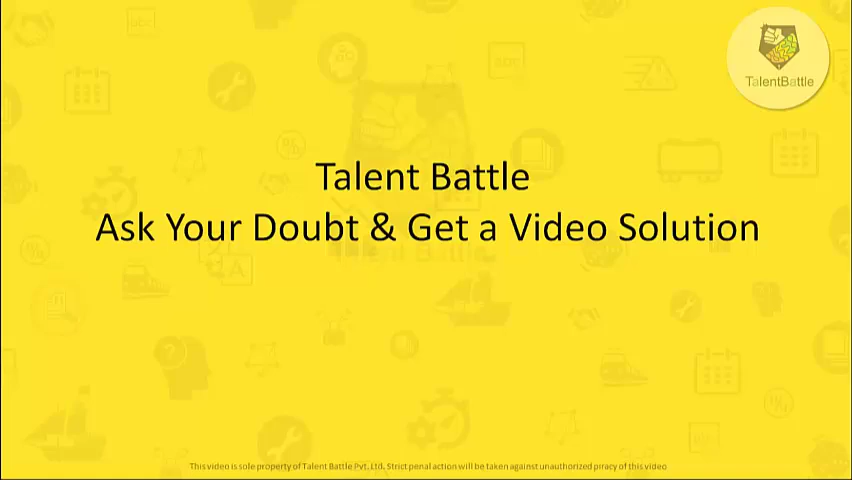 TalentBattle
Talent Battle
Ask Your Doubt & Get a Video Solution
This video is sole property of Talent Battle Pvt. Ltd. Strict penal action will be taken against unauthorized piracy of this video